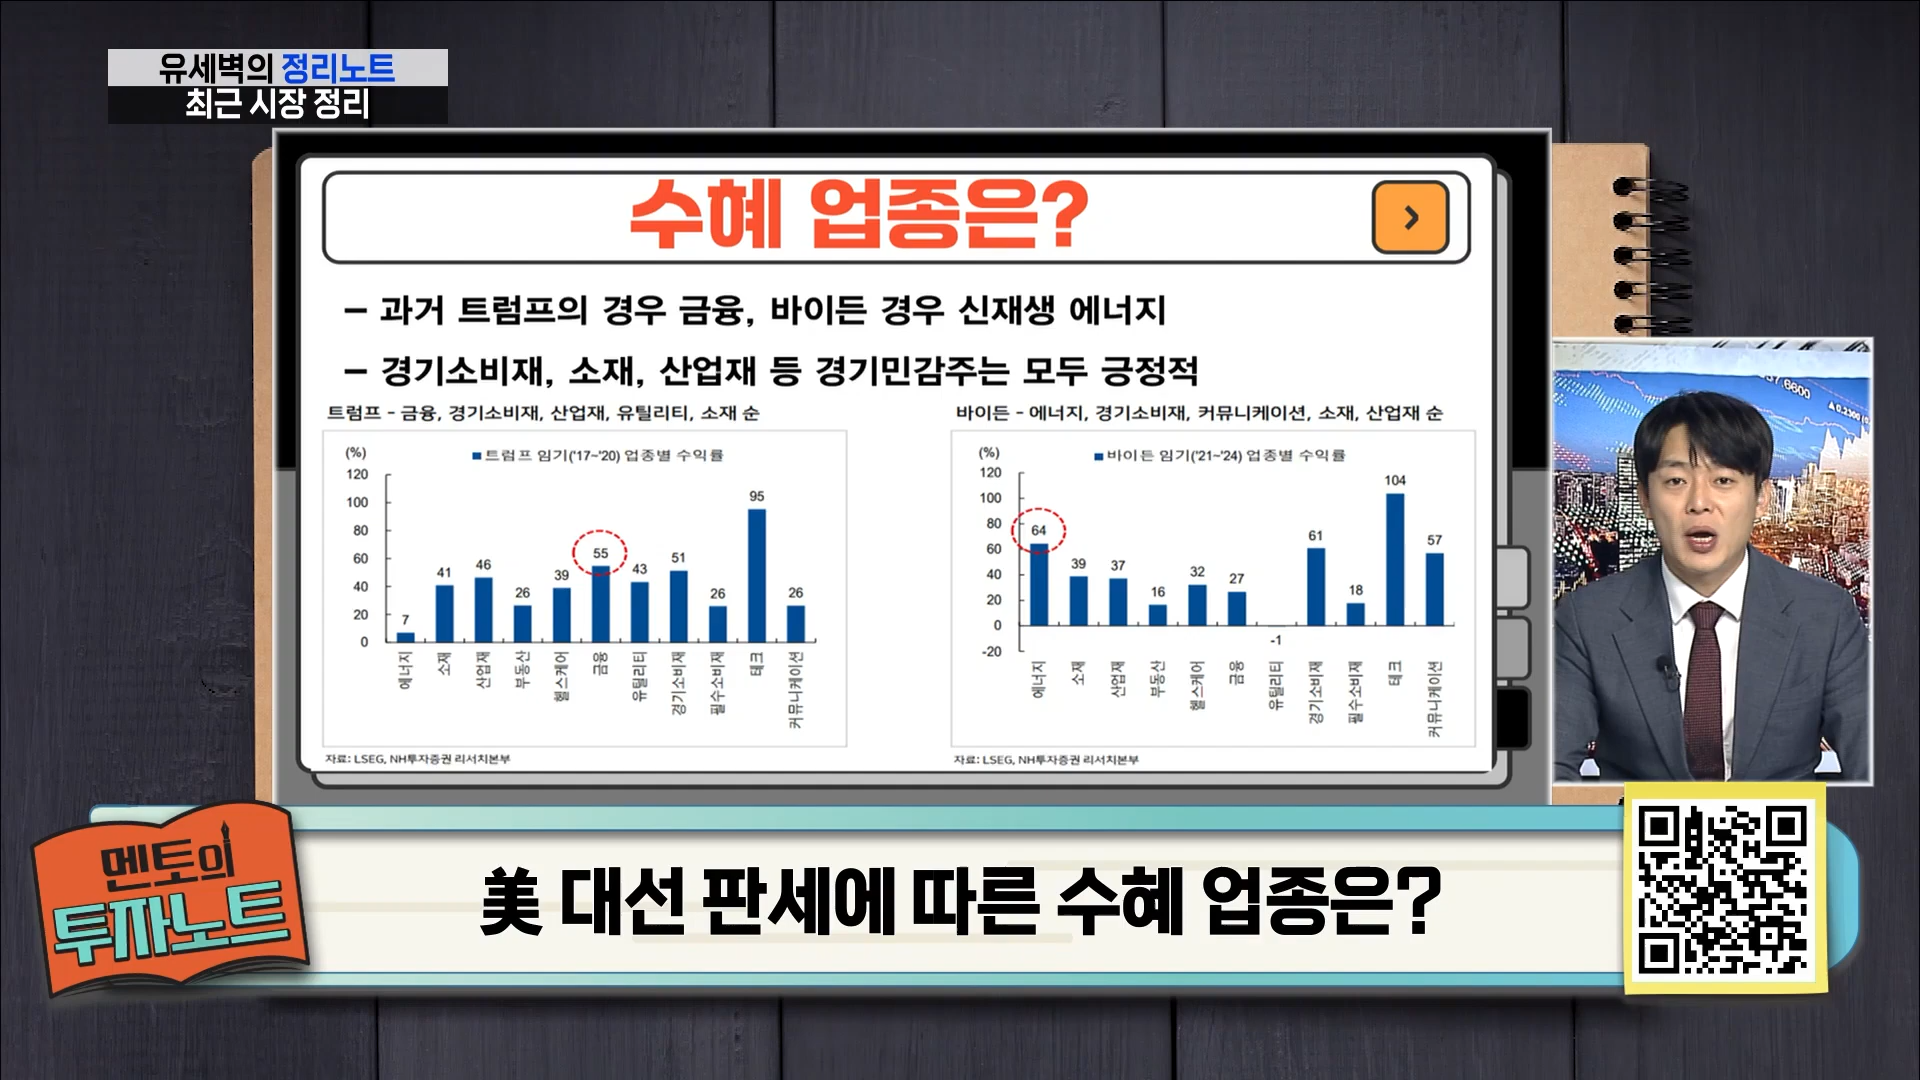 유세벽의 정리노트
최근 시장 정리
수혜 업종은?
– 과거 트럼프의 경우 금융, 바이든 경우 신재생 에너지
– 경기소비재, 소재, 산업재 등 경기민감주는 모두 긍정적
트럼프 – 금융, 경기소비재, 산업재, 유틸리티, 소재 순
(%)
트럼프 임기('17~'20) 업종별 수익률
120
100
80
60
40
20
0
7
41
46
26
39
55
43
51
26
95
26
에너지
소재
산업재
부동산
헬스케어
금융
유틸리티
경기소비재
필수소비재
테크
커뮤니케이션
자료: LSEG, NH투자증권 리서치본부
바이든 – 에너지, 경기소비재, 커뮤니케이션, 소재, 산업재 순
(%)
바이든 임기('21~'24) 업종별 수익률
120
100
80
60
40
20
0
-20
64
39
37
16
32
27
-1
61
18
104
57
에너지
소재
산업재
부동산
헬스케어
금융
유틸리티
경기소비재
필수소비재
테크
커뮤니케이션
자료: LSEG, NH투자증권 리서치본부
멘토의
투자노트
美 대선 판세에 따른 수혜 업종은?